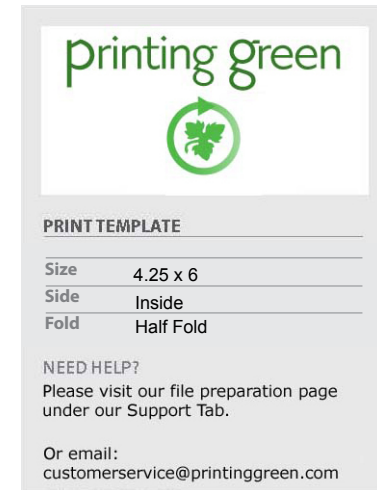 printing green
PRINT TEMPLATE
Size 4.25 x 6
Side Inside
Fold Half Fold
NEED HELP?
Please visit our file preparation page
under our Support Tab.
Or email:
customerservice@printinggreen.com